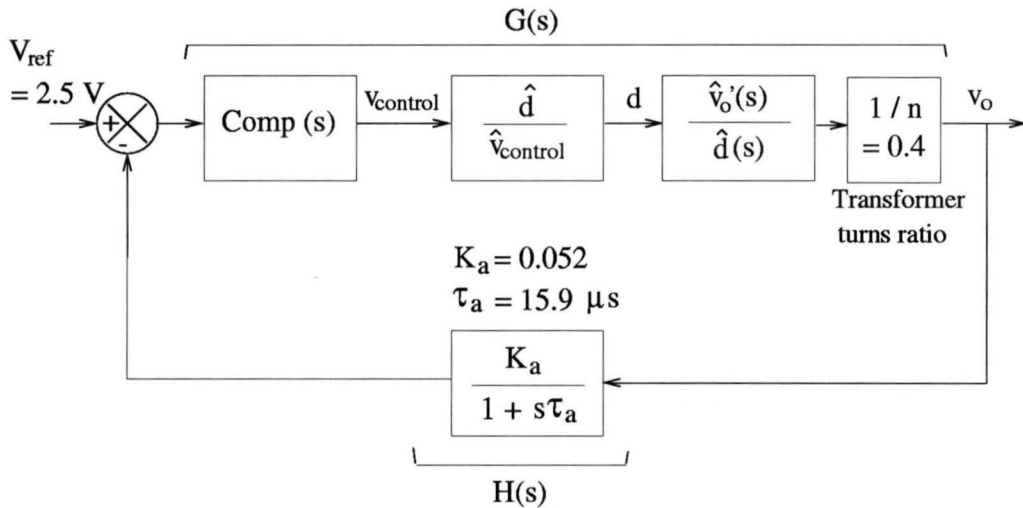 G(s)
V_ref
= 2.5 V
+
-
Comp (s)
v_control
d̂
v̂_control
d
v̂_o'(s)
d̂(s)
1 / n
= 0.4
v_o
Transformer
turns ratio
K_a = 0.052
τ_a = 15.9 μs
K_a
1 + sτ_a
H(s)